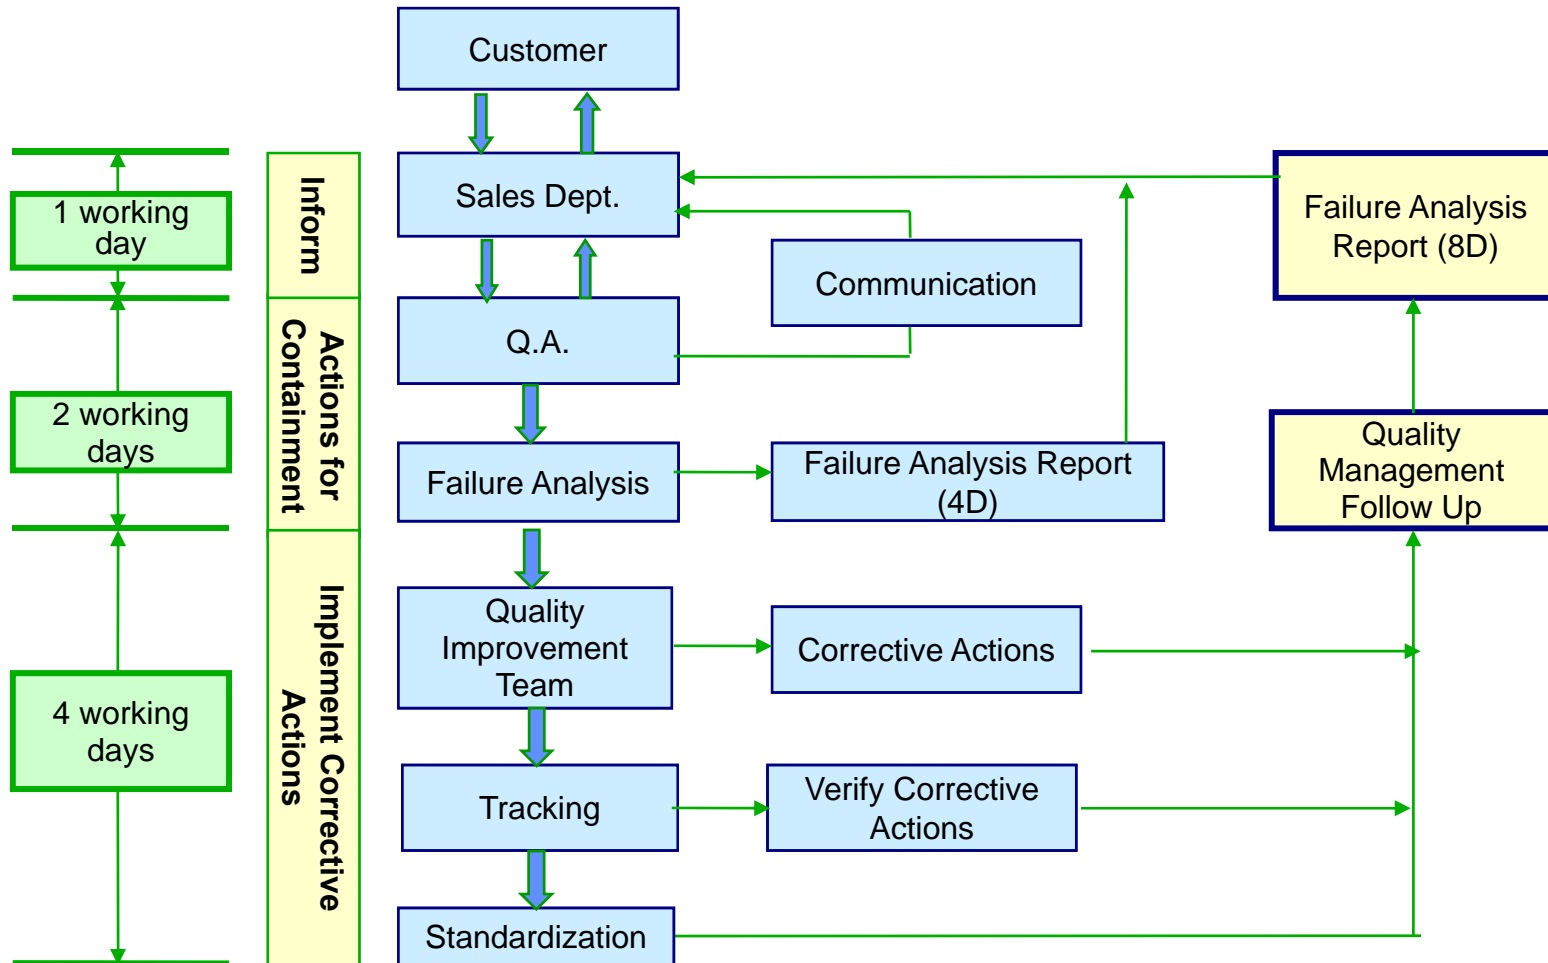 Customer
1 working
day
Inform
Sales Dept.
Failure Analysis
Report (8D)
Communication
2 working
days
Actions for
Containment
Q.A.
Failure Analysis
Failure Analysis Report
(4D)
Quality
Management
Follow Up
4 working
days
Implement Corrective
Actions
Quality
Improvement
Team
Corrective Actions
Tracking
Verify Corrective
Actions
Standardization